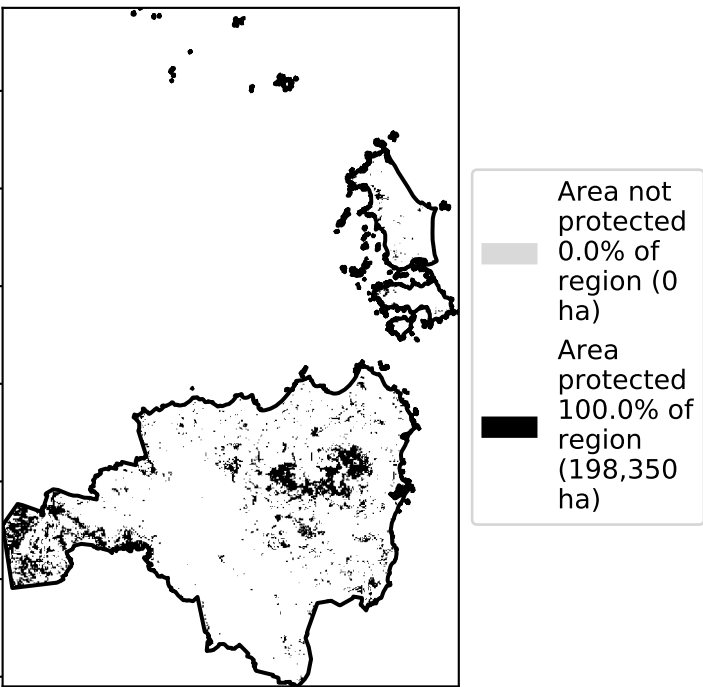 Area not
protected
0.0% of
region (0
ha)
Area
protected
100.0% of
region
(198,350
ha)